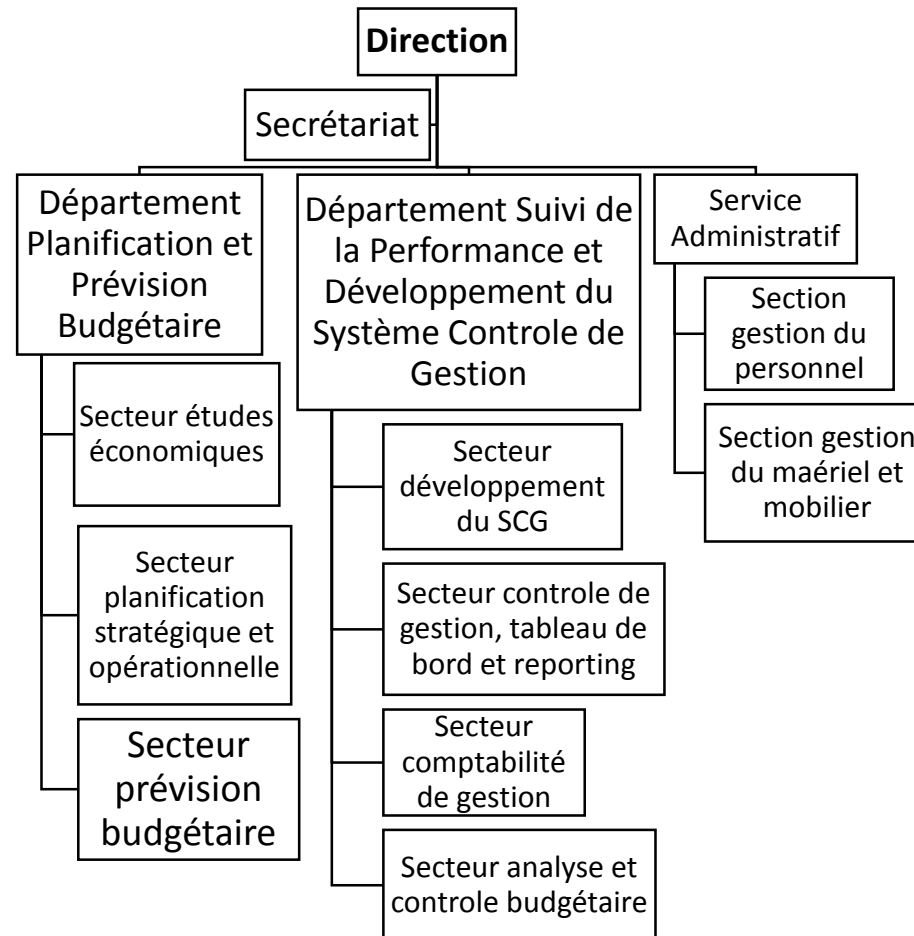 Direction
Secrétariat
Département
Planification et
Prévision
Budgétaire
Secteur études
économiques
Secteur
planification
stratégique et
opérationnelle
Secteur
prévision
budgétaire
Département Suivi de
la Performance et
Développement du
Système Controle de
Gestion
Secteur
développement
du SCG
Secteur controle de
gestion, tableau de
bord et reporting
Secteur
comptabilité
de gestion
Secteur analyse et
controle budgétaire
Service
Administratif
Section
gestion du
personnel
Section gestion
du maériel et
mobilier